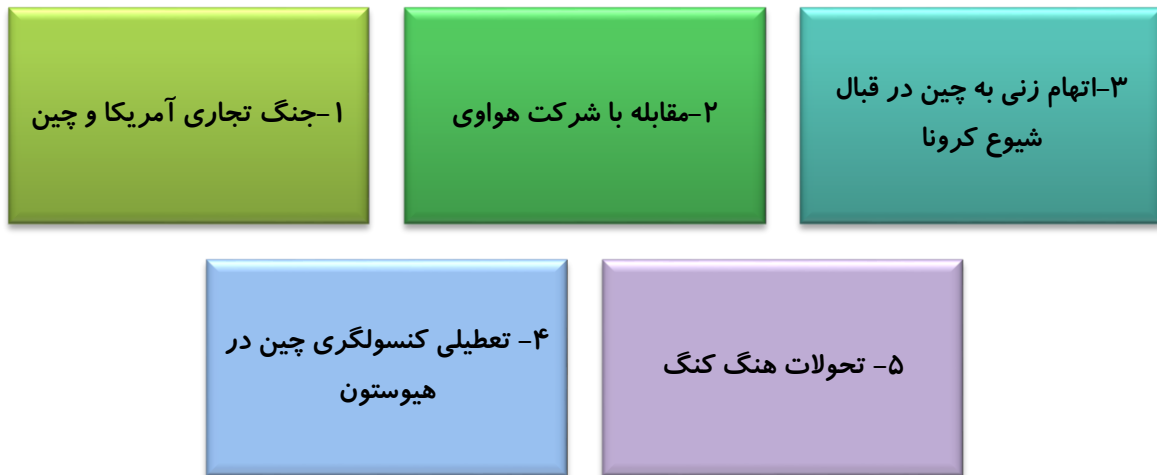 ۱-جنگ تجاری آمریکا و چین
۲-مقابله با شرکت هواوی
۳-اتهام زنی به چین در قبال
شیوع کرونا
۴- تعطیلی کنسولگری چین در
هیوستون
۵- تحولات هنگ کنگ